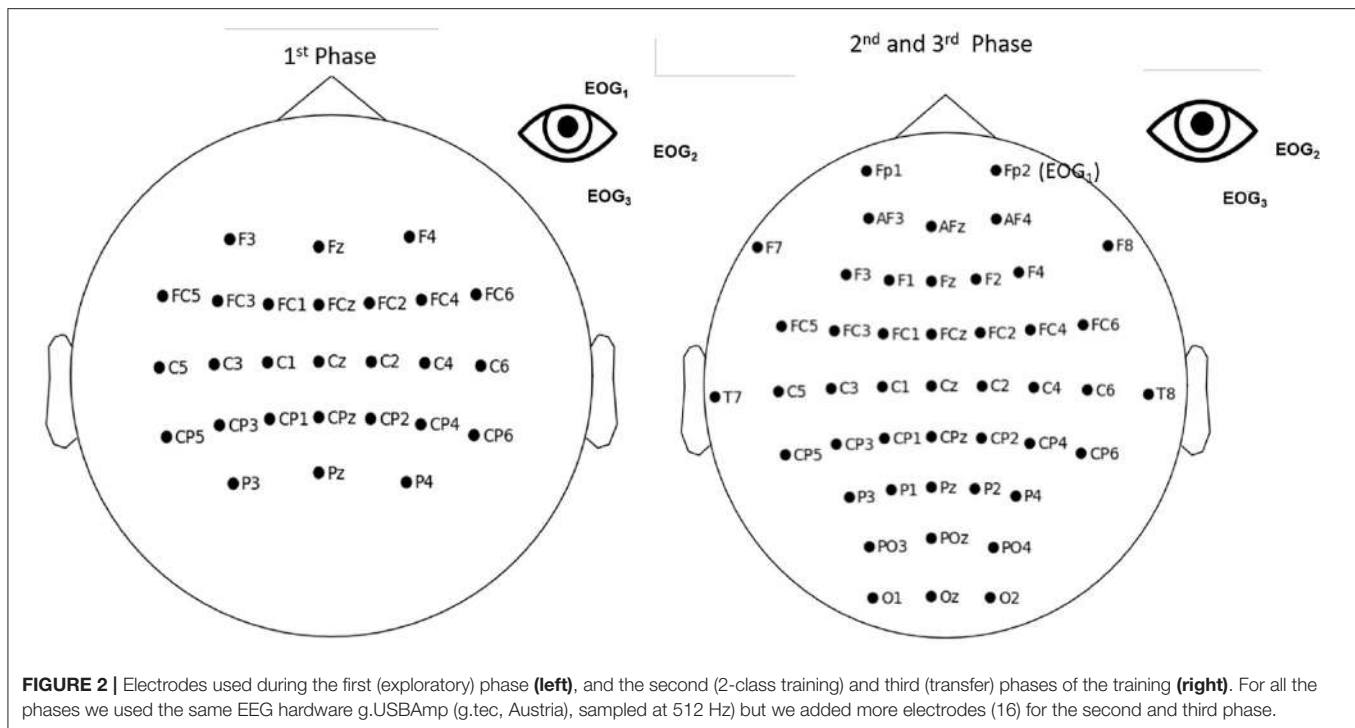 1st Phase
EOG1
EOG2
EOG3
F3 Fz F4
FC5 FC3 FC1 FCz FC2 FC4 FC6
C5 C3 C1 Cz C2 C4 C6
CP5 CP3 CP1 CPz CP2 CP4 CP6
P3 Pz P4
2nd and 3rd Phase
EOG2
EOG3
Fp1 Fp2 (EOG1)
AF3 AFz AF4
F7 F8
F3 F1 Fz F2 F4
FC5 FC3 FC1 FCz FC2 FC4 FC6
T7 C5 C3 C1 Cz C2 C4 C6 T8
CP5 CP3 CP1 CPz CP2 CP4 CP6
P3 P1 Pz P2 P4
PO3 POz PO4
O1 Oz O2
FIGURE 2 | Electrodes used during the first (exploratory) phase (left), and the second (2-class training) and third (transfer) phases of the training (right). For all the
phases we used the same EEG hardware g.USBAmp (g.tec, Austria), sampled at 512 Hz) but we added more electrodes (16) for the second and third phase.